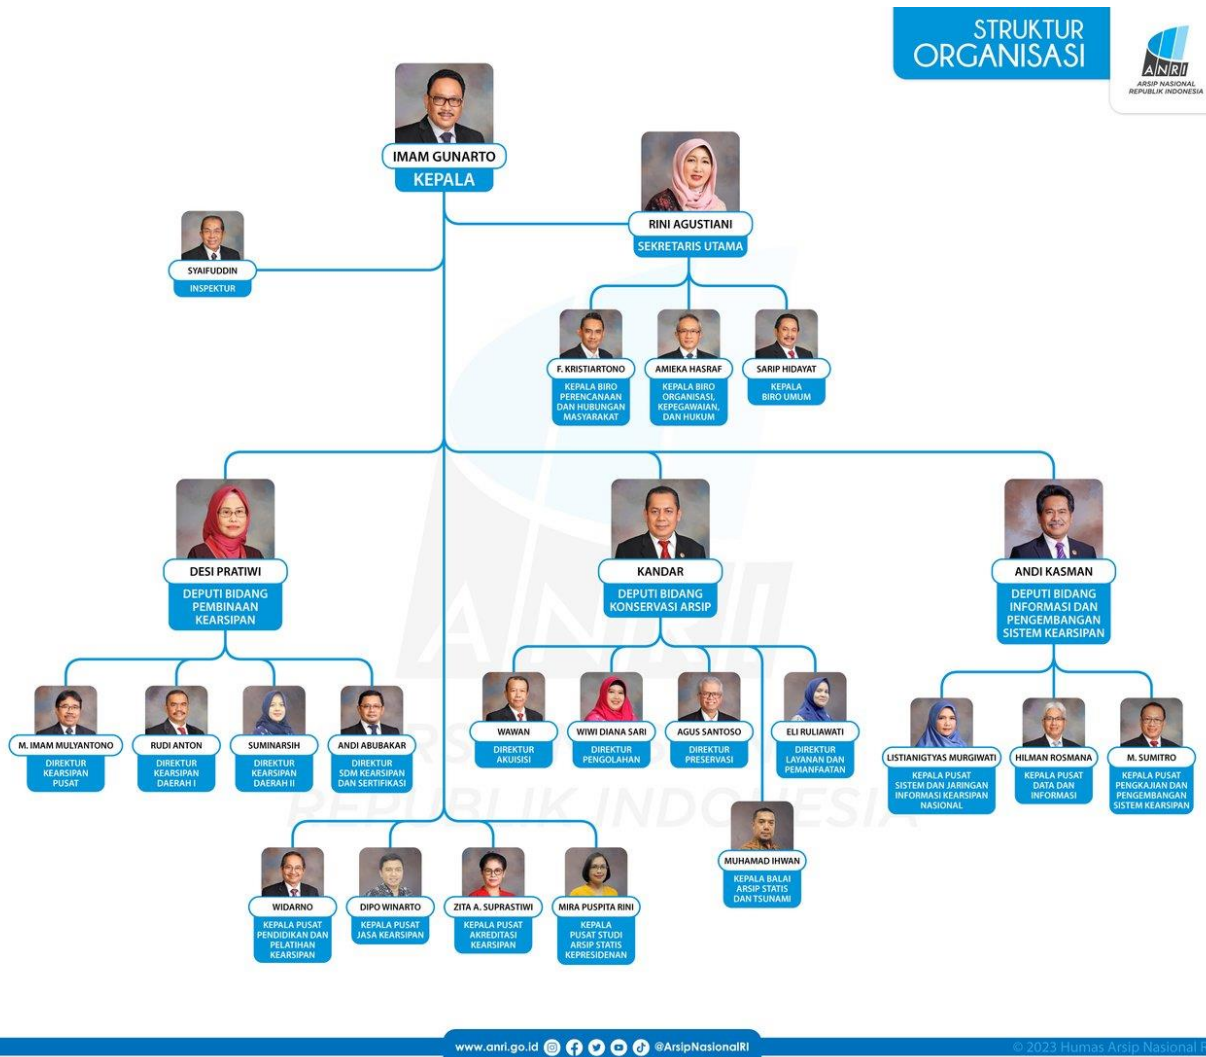 STRUKTUR
ORGANISASI
ANRI
ARSIP NASIONAL
REPUBLIK INDONESIA
IMAM GUNARTO
KEPALA
RINI AGUSTIANI
SEKRETARIS UTAMA
SYAIFUDDIN
INSPEKTUR
F. KRISTIARTONO
KEPALA BIRO
PERENCANAAN
DAN HUBUNGAN
MASYARAKAT
AMIEKA HASRAF
KEPALA BIRO
ORGANISASI,
KEPEGAWAIAN,
DAN HUKUM
SARIP HIDAYAT
KEPALA
BIRO UMUM
DESI PRATIWI
DEPUTI BIDANG
PEMBINAAN
KEARSIPAN
KANDAR
DEPUTI BIDANG
KONSERVASI ARSIP
ANDI KASMAN
DEPUTI BIDANG
INFORMASI DAN
PENGEMBANGAN
SISTEM KEARSIPAN
M. IMAM MULYANTONO
DIREKTUR
KEARSIPAN
PUSAT
RUDI ANTON
DIREKTUR
KEARSIPAN
DAERAH I
SUMINARSIH
DIREKTUR
KEARSIPAN
DAERAH II
ANDI ABUBAKAR
DIREKTUR
SDM KEARSIPAN
DAN SERTIFIKASI
WAWAN
DIREKTUR
AKUISISI
WIWI DIANA SARI
DIREKTUR
PENGOLAHAN
AGUS SANTOSO
DIREKTUR
PRESERVASI
ELI RULIAWATI
DIREKTUR
LAYANAN DAN
PEMANFAATAN
LISTIANIGTYAS MURGIWATI
KEPALA PUSAT
SISTEM DAN JARINGAN
INFORMASI KEARSIPAN
NASIONAL
HILMAN ROSMANA
KEPALA PUSAT
DATA DAN
INFORMASI
M. SUMITRO
KEPALA PUSAT
PENGKAJIAN DAN
PENGEMBANGAN
SISTEM KEARSIPAN
MUHAMAD IHWAN
KEPALA BALAI
ARSIP STATIS
DAN TSUNAMI
WIDARNO
KEPALA PUSAT
PENDIDIKAN DAN
PELATIHAN
KEARSIPAN
DIPO WINARTO
KEPALA PUSAT
JASA KEARSIPAN
ZITA A. SUPRASTIWI
KEPALA PUSAT
AKREDITASI
KEARSIPAN
MIRA PUSPITA RINI
KEPALA
PUSAT STUDI
ARSIP STATIS
KEPRESIDENAN
ANRI
REPUBLIK INDONESIA
www.anri.go.id @ArsipNasionalRI
© 2023 Humas Arsip Nasional